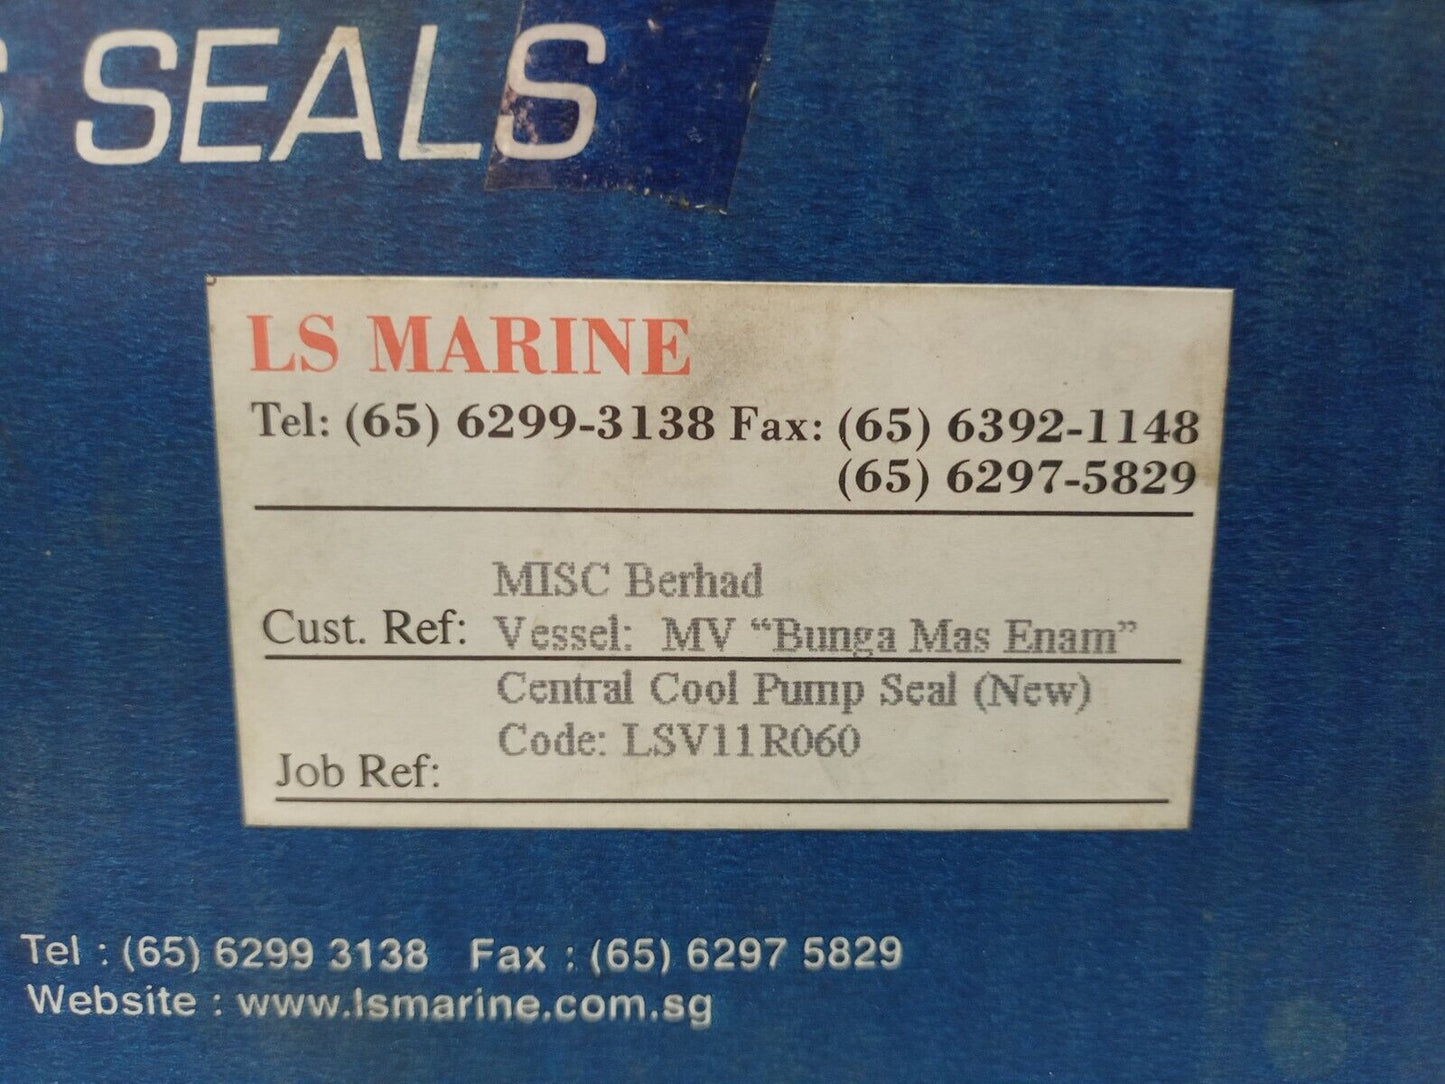 SEALS
LS MARINE
Tel: (65) 6299-3138 Fax: (65) 6392-1148
(65) 6297-5829
MISC Berhad
Cust. Ref: Vessel: MV “Bunga Mas Enam”
Central Cool Pump Seal (New)
Code: LSV11R060
Job Ref:
Tel : (65) 6299 3138 Fax : (65) 6297 5829
Website : www.lsmarine.com.sg